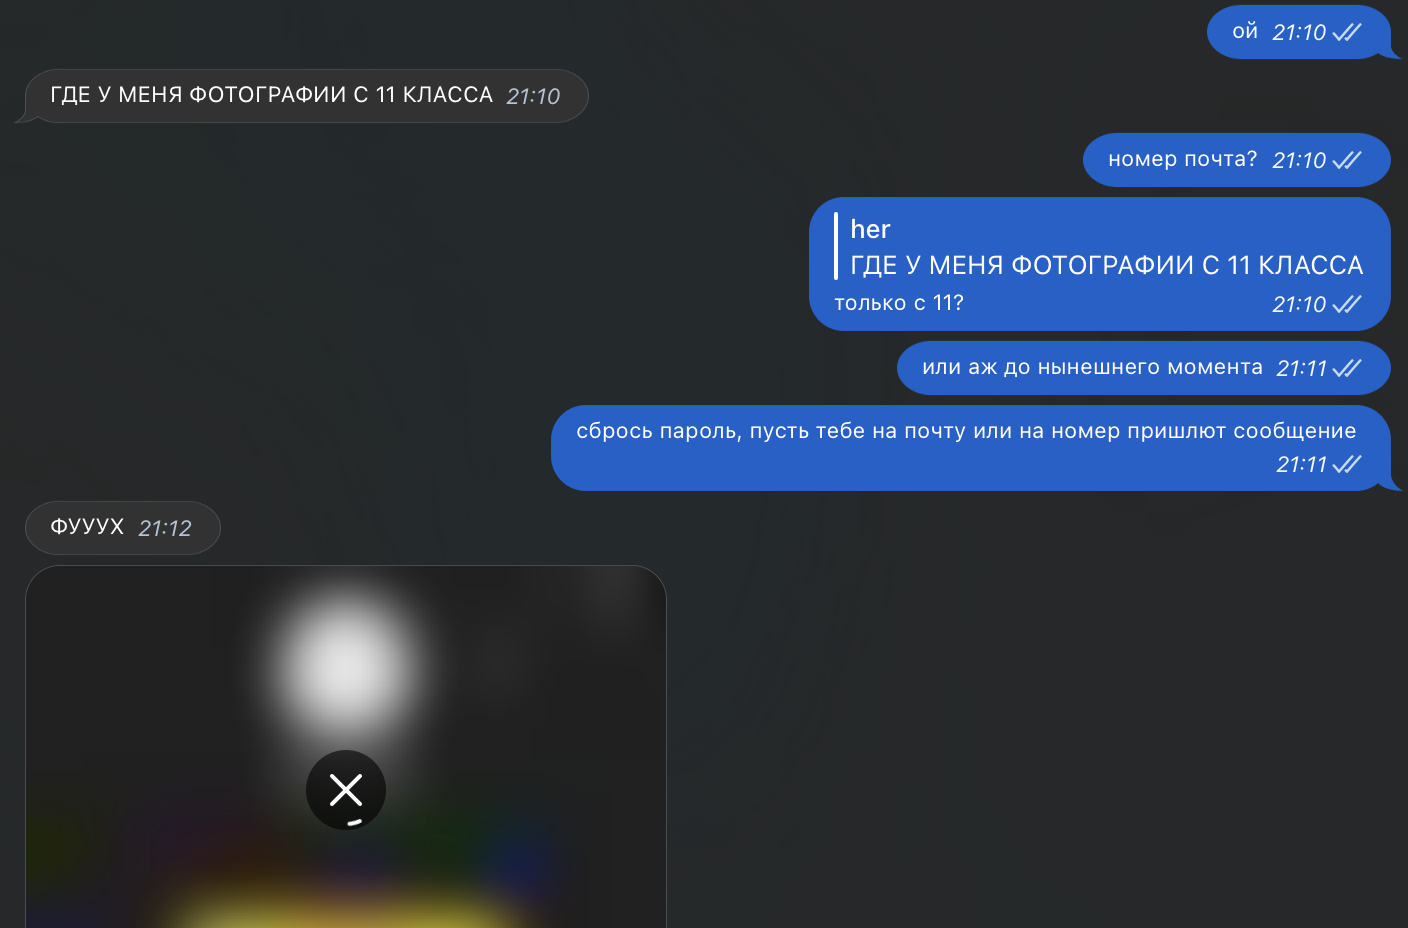 ой 21:10
ГДЕ У МЕНЯ ФОТОГРАФИИ С 11 КЛАССА 21:10
номер почта? 21:10
her
ГДЕ У МЕНЯ ФОТОГРАФИИ С 11 КЛАССА
только с 11? 21:10
или аж до нынешнего момента 21:11
сбрось пароль, пусть тебе на почту или на номер пришлют сообщение
21:11
ФУУУХ 21:12